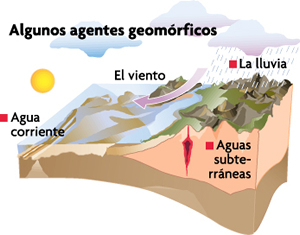 Algunos agentes geomórficos
La lluvia
El viento
Agua
corriente
Aguas
subte-
rráneas